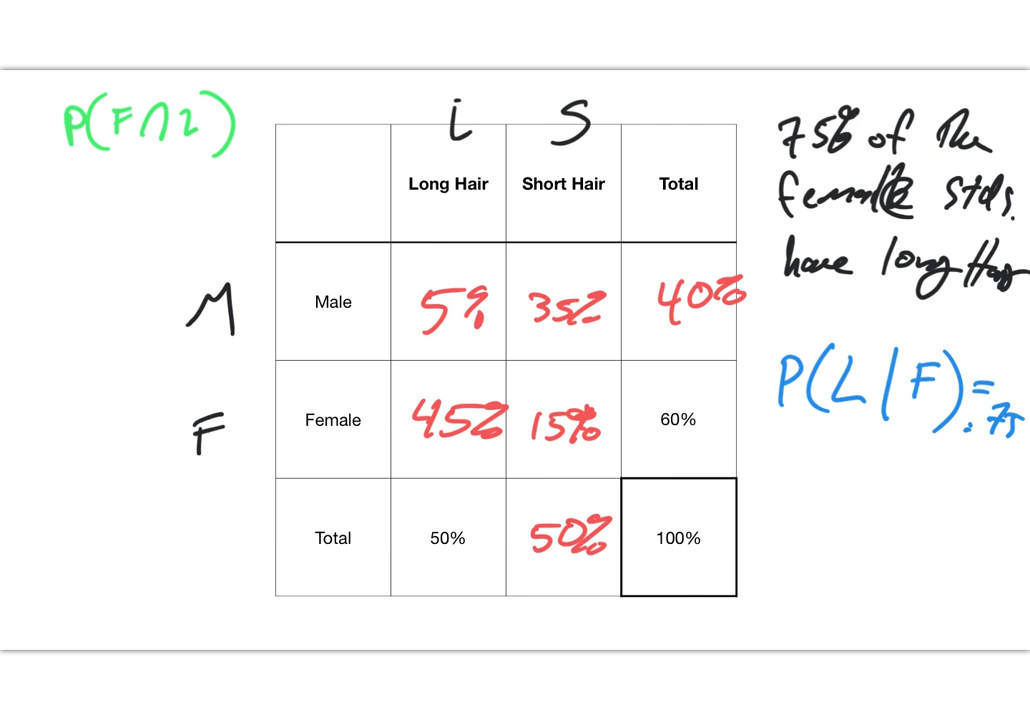 P(F∩L)
L S
Long Hair Short Hair Total
M Male 5% 35% 40%
F Female 45% 15% 60%
Total 50% 50% 100%
75% of the
female stds.
have long Hair
P(L/F)=
.75